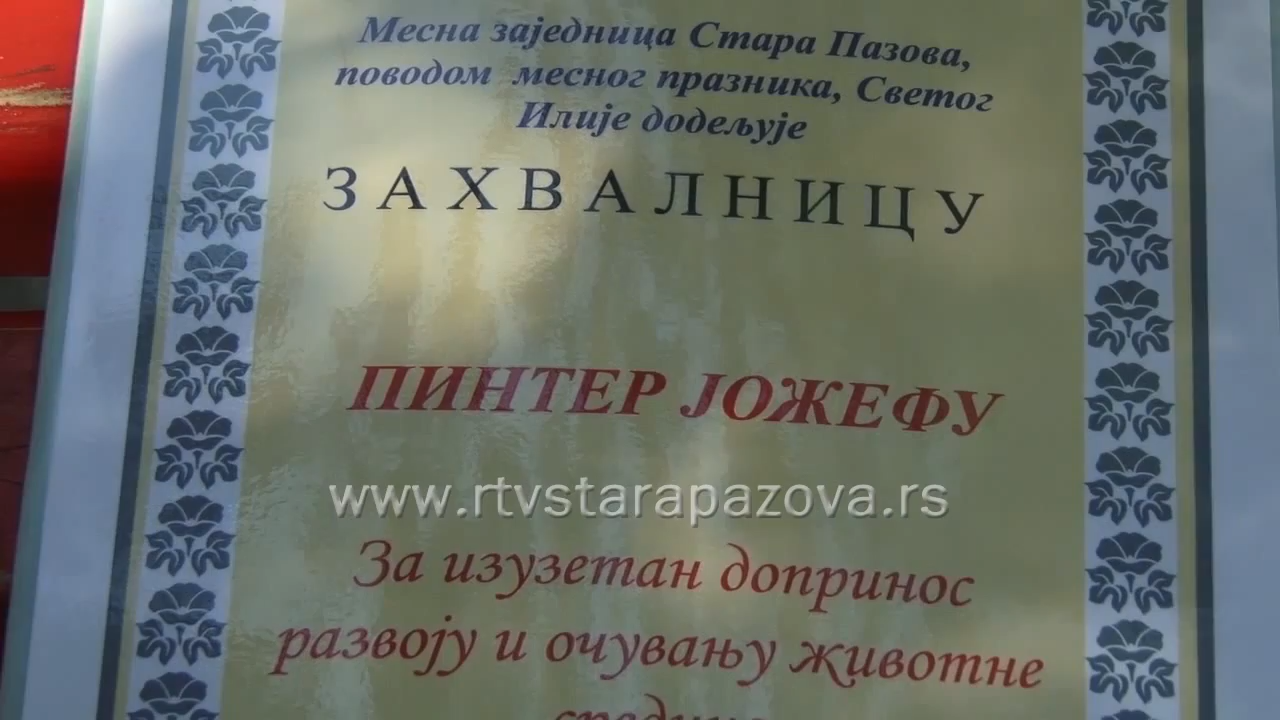 Месна заједница Стара Пазова,
поводом месног празника, Светог
Илије додељује
ЗАХВАЛНИЦУ
ПИНТЕР ЈОЖЕФУ
www.rtvstarapazova.rs
За изузетан допринос
развоју и очувању животне